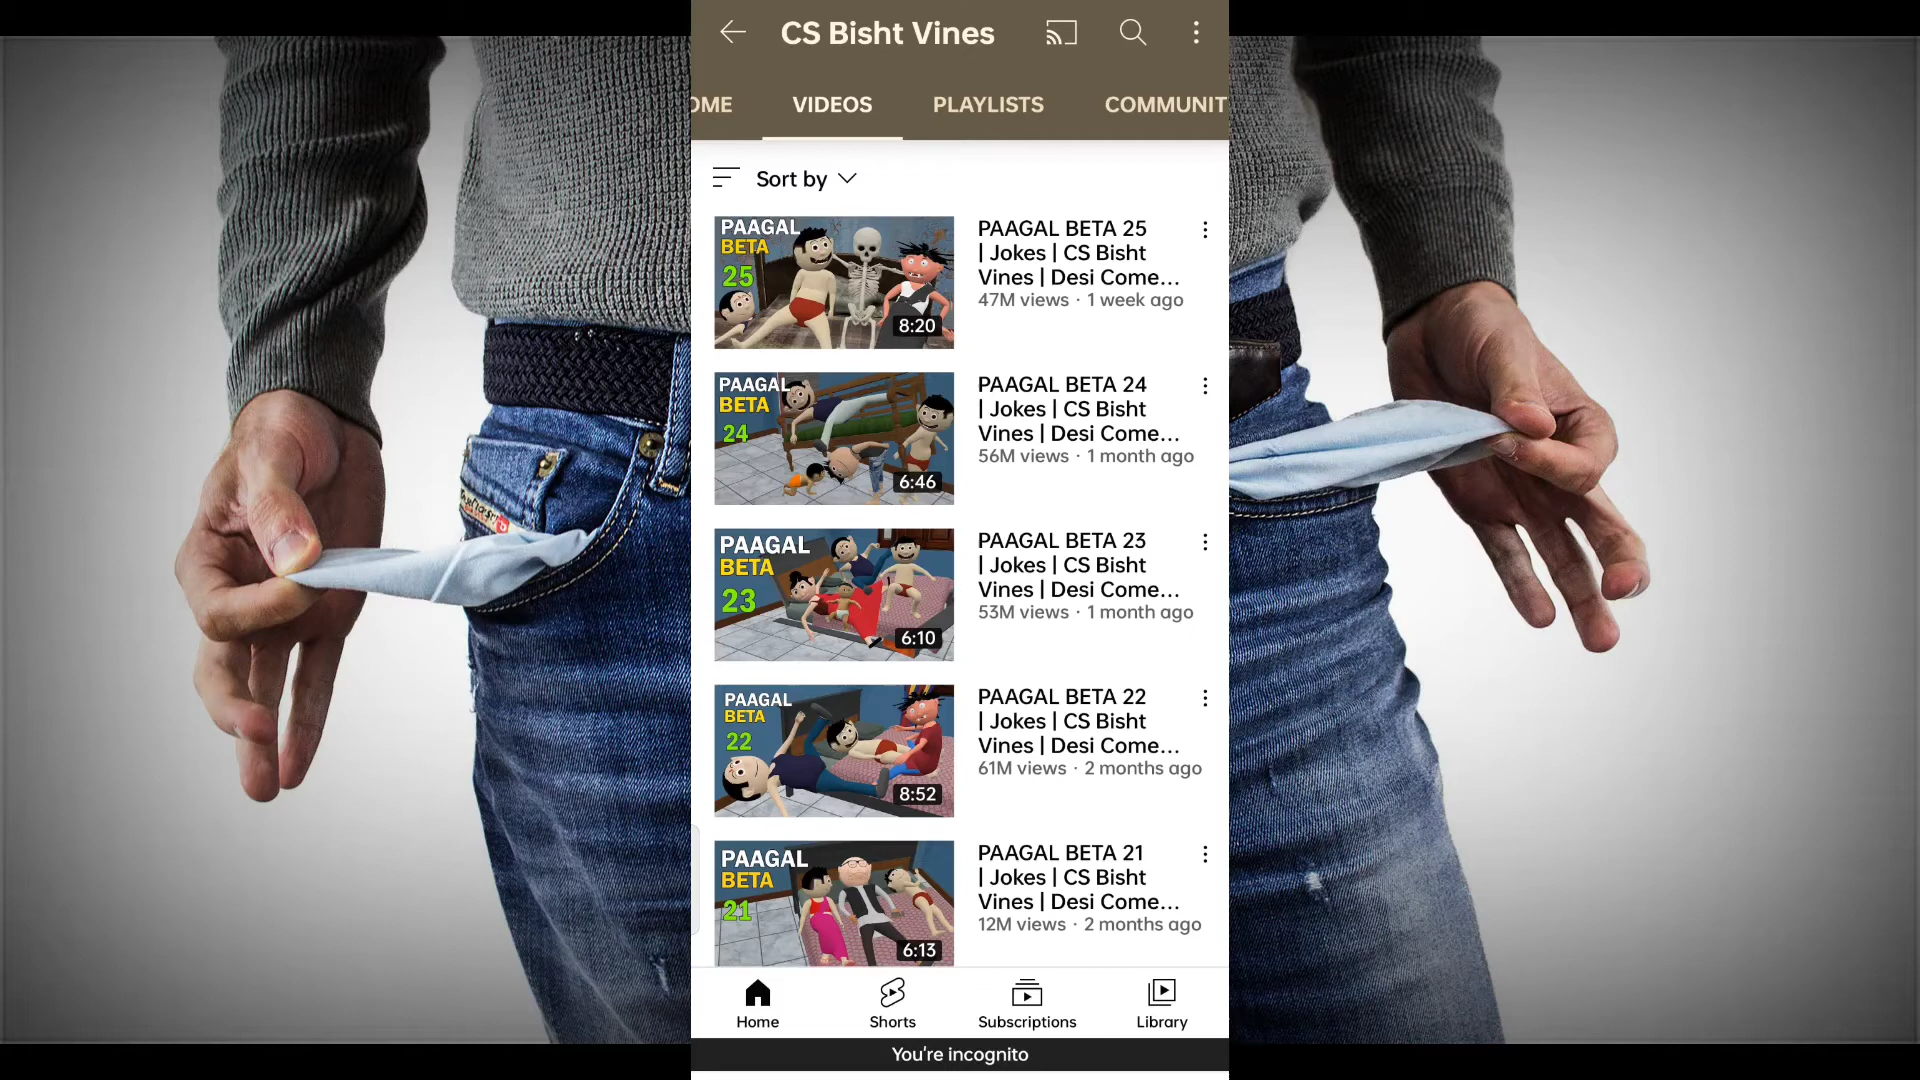 CS Bisht Vines
OME
VIDEOS
PLAYLISTS
COMMUNIT
Sort by
PAAGAL
BETA
25
8:20
PAAGAL BETA 25
| Jokes | CS Bisht
Vines | Desi Come...
47M views · 1 week ago
PAAGAL
BETA
24
6:46
PAAGAL BETA 24
| Jokes | CS Bisht
Vines | Desi Come...
56M views · 1 month ago
PAAGAL
BETA
23
6:10
PAAGAL BETA 23
| Jokes | CS Bisht
Vines | Desi Come...
53M views · 1 month ago
PAAGAL
BETA
22
8:52
PAAGAL BETA 22
| Jokes | CS Bisht
Vines | Desi Come...
61M views · 2 months ago
PAAGAL
BETA
21
6:13
PAAGAL BETA 21
| Jokes | CS Bisht
Vines | Desi Come...
12M views · 2 months ago
Home
Shorts
Subscriptions
Library
You're incognito